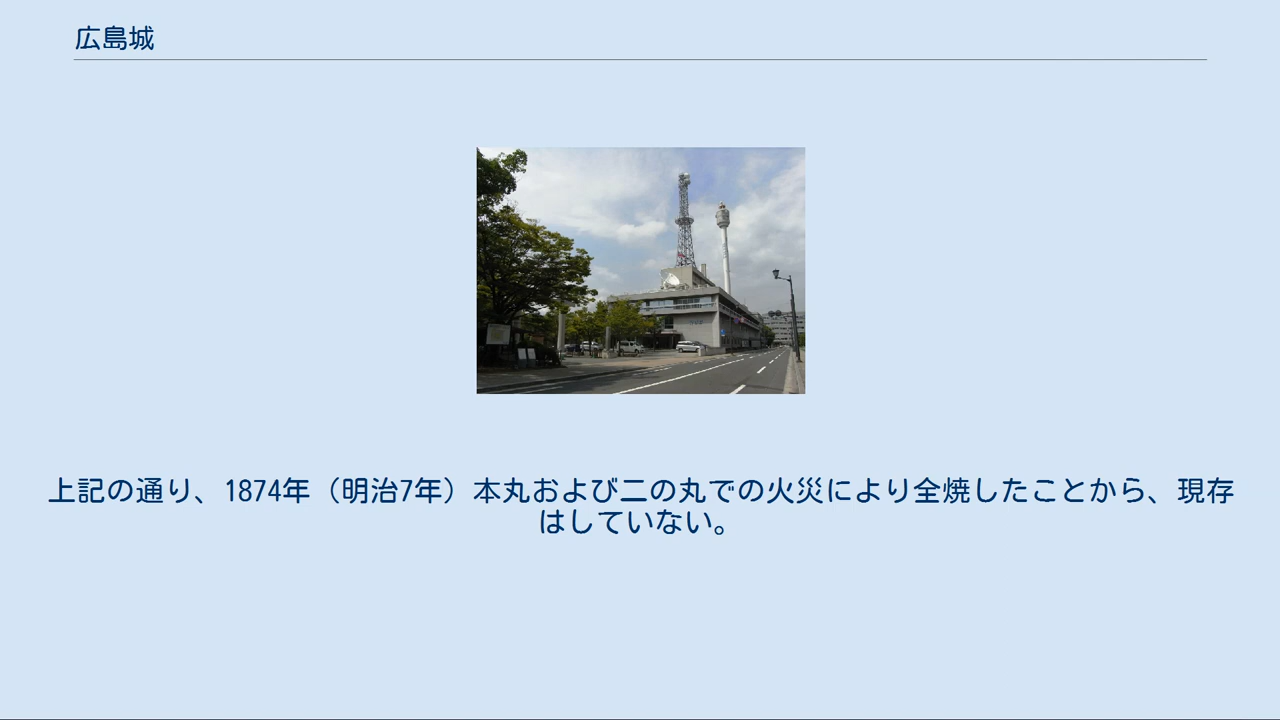 広島城
上記の通り、1874年（明治7年）本丸および二の丸での火災により全焼したことから、現存
はしていない。